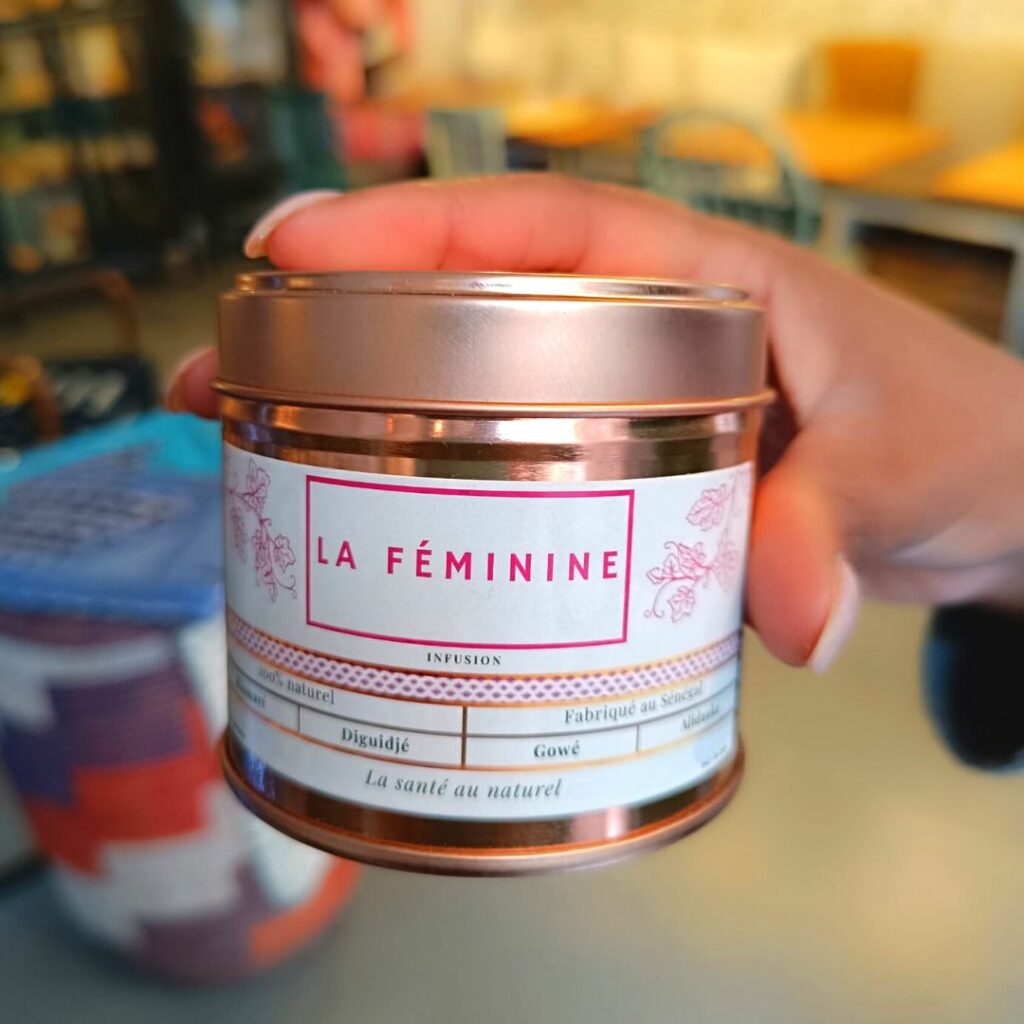 LA FÉMININE
INFUSION
100% naturel
Fabriqué au Sénégal
Diguidjé
Gowé
La santé au naturel